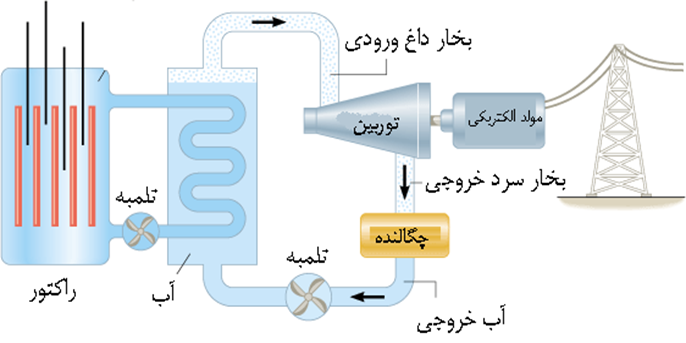 بخار داغ ورودی
توربین
مولد الکتریکی
بخار سرد خروجی
چگالنده
تلمبه
تلمبه
آب
راکتور
آب خروجی